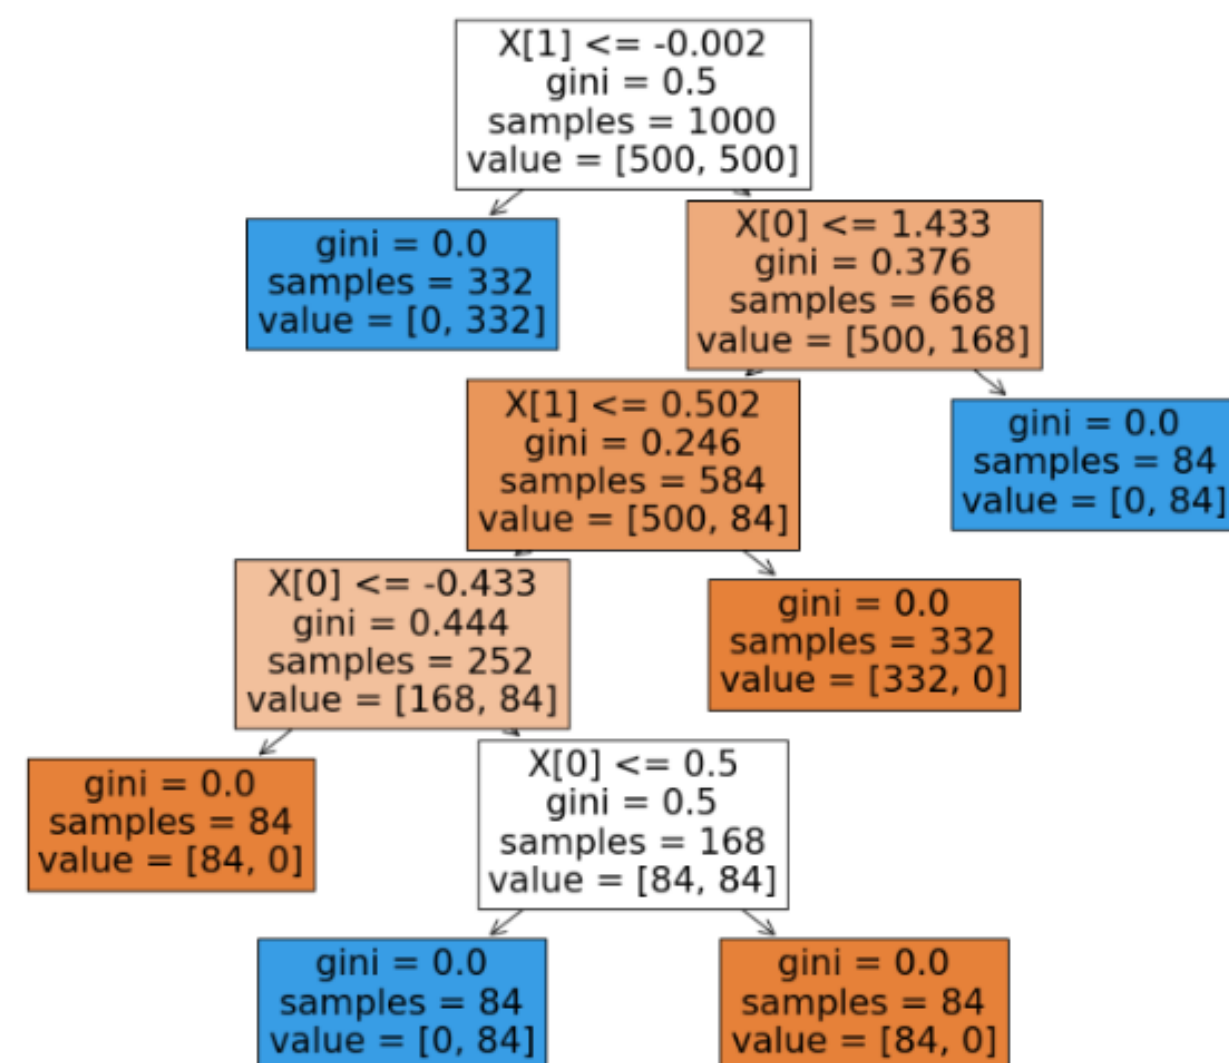 X[1] <= -0.002
gini = 0.5
samples = 1000
value = [500, 500]
gini = 0.0
samples = 332
value = [0, 332]
X[0] <= 1.433
gini = 0.376
samples = 668
value = [500, 168]
X[1] <= 0.502
gini = 0.246
samples = 584
value = [500, 84]
gini = 0.0
samples = 84
value = [0, 84]
X[0] <= -0.433
gini = 0.444
samples = 252
value = [168, 84]
gini = 0.0
samples = 332
value = [332, 0]
gini = 0.0
samples = 84
value = [84, 0]
X[0] <= 0.5
gini = 0.5
samples = 168
value = [84, 84]
gini = 0.0
samples = 84
value = [0, 84]
gini = 0.0
samples = 84
value = [84, 0]